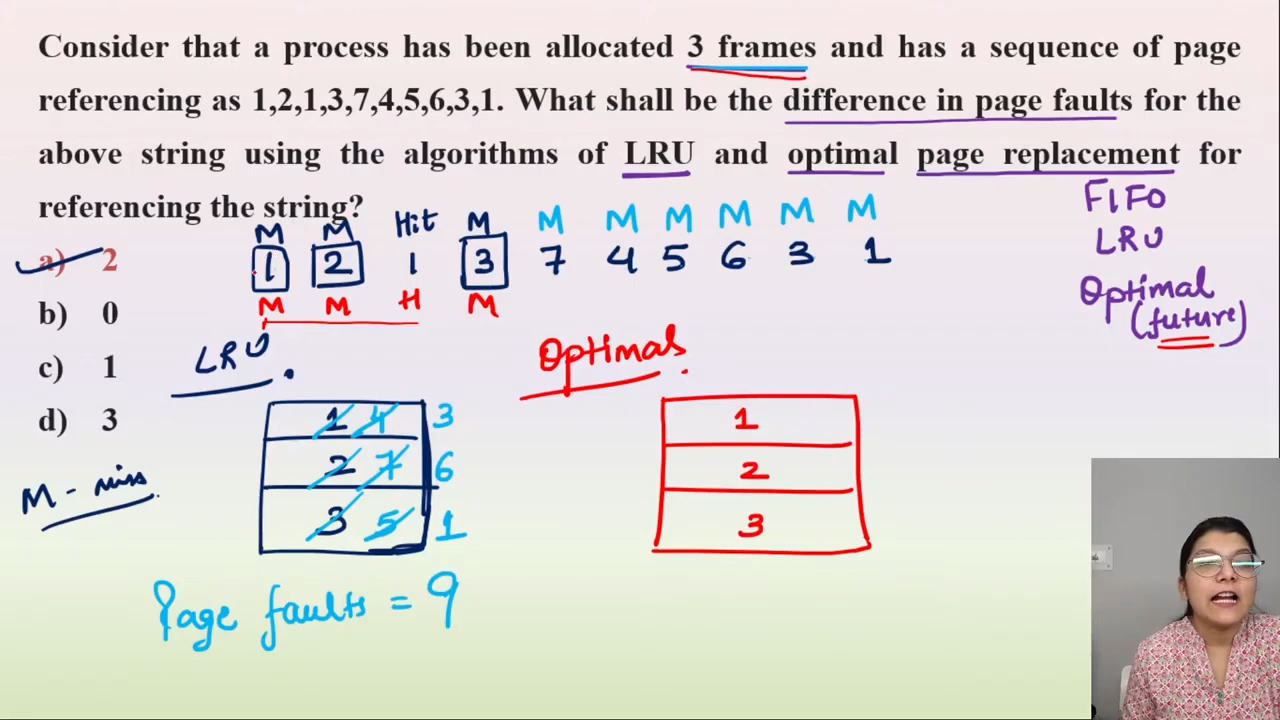 Consider that a process has been allocated 3 frames and has a sequence of page
referencing as 1,2,1,3,7,4,5,6,3,1. What shall be the difference in page faults for the
above string using the algorithms of LRU and optimal page replacement for
referencing the string?
FIFO
LRU
Optimal
(future)
M M Hit M M M M M M M
1 2 1 3 7 4 5 6 3 1
M M H M
a) 2
b) 0
c) 1
d) 3
M - miss
LRU
1 4 3
2 7 6
3 5 1
Page faults = 9
Optimal
1
2
3